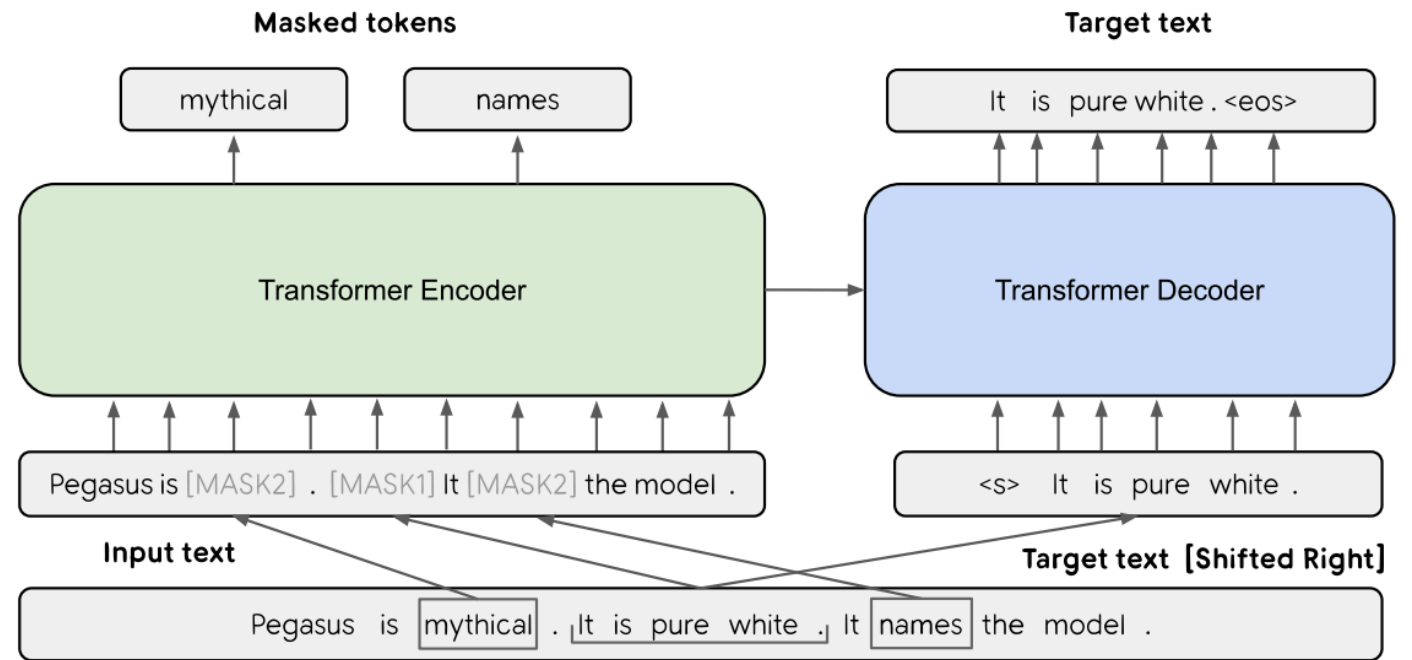 Masked tokens
Target text
mythical
names
It is pure white . <eos>
Transformer Encoder
Transformer Decoder
Pegasus is [MASK2] . [MASK1] It [MASK2] the model .
<s> It is pure white .
Input text
Target text [Shifted Right]
Pegasus is mythical . It is pure white . It names the model .